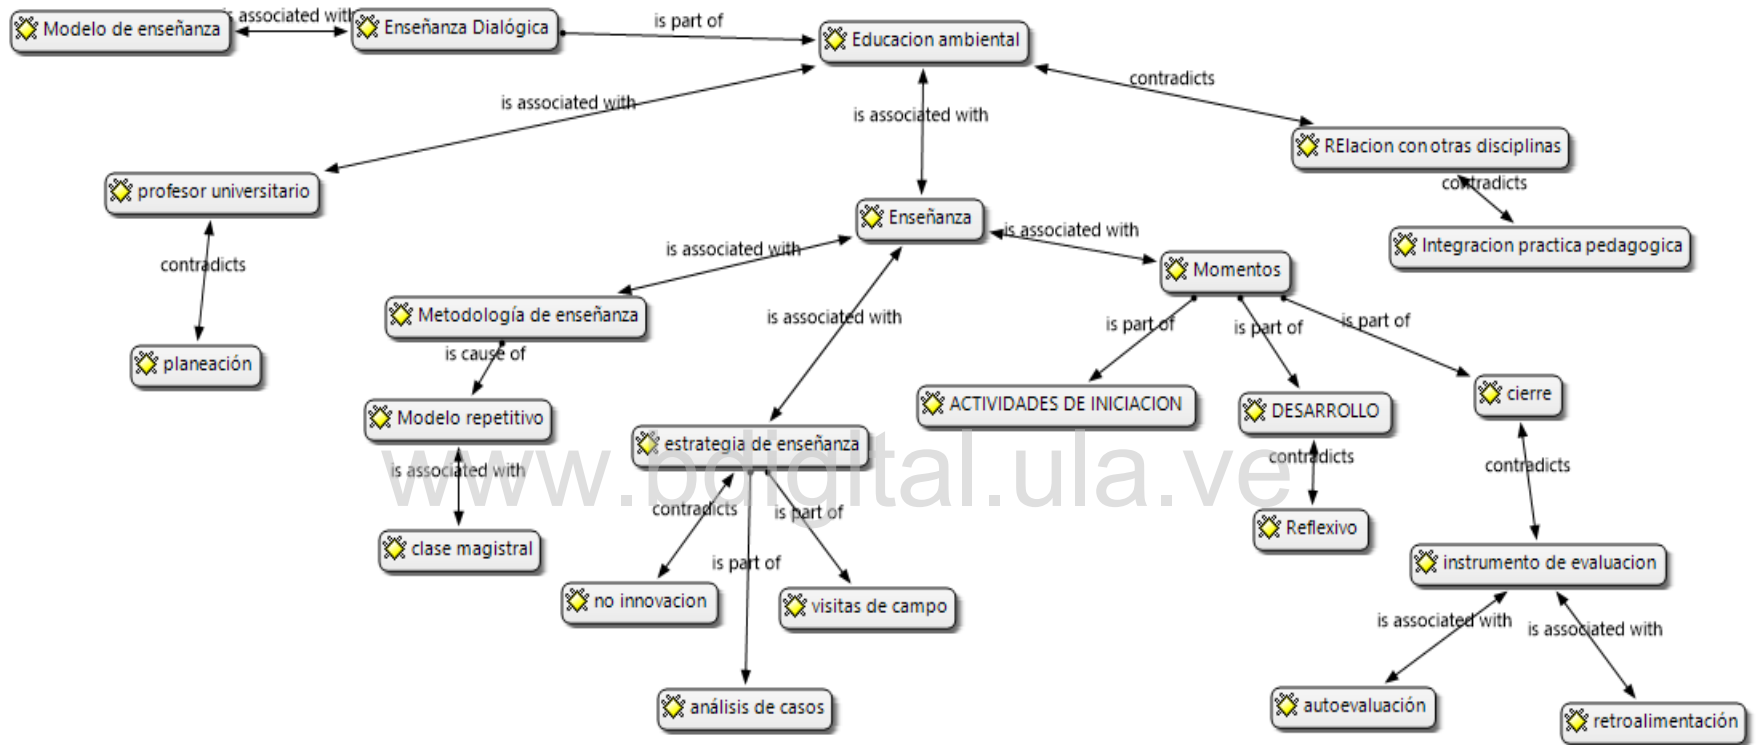 Modelo de enseñanza
is associated with
Enseñanza Dialógica
is part of
Educacion ambiental
is associated with
is associated with
contradicts
RElacion con otras disciplinas
contradicts
profesor universitario
Enseñanza
Integracion practica pedagogica
contradicts
is associated with
is associated with
is associated with
Momentos
planeación
Metodología de enseñanza
is cause of
is part of
is part of
is part of
Modelo repetitivo
ACTIVIDADES DE INICIACION
DESARROLLO
cierre
is associated with
estrategia de enseñanza
contradicts
contradicts
www.bdigital.ula.ve
clase magistral
contradicts
is part of
is part of
Reflexivo
instrumento de evaluacion
no innovacion
visitas de campo
is associated with
is associated with
análisis de casos
autoevaluación
retroalimentación